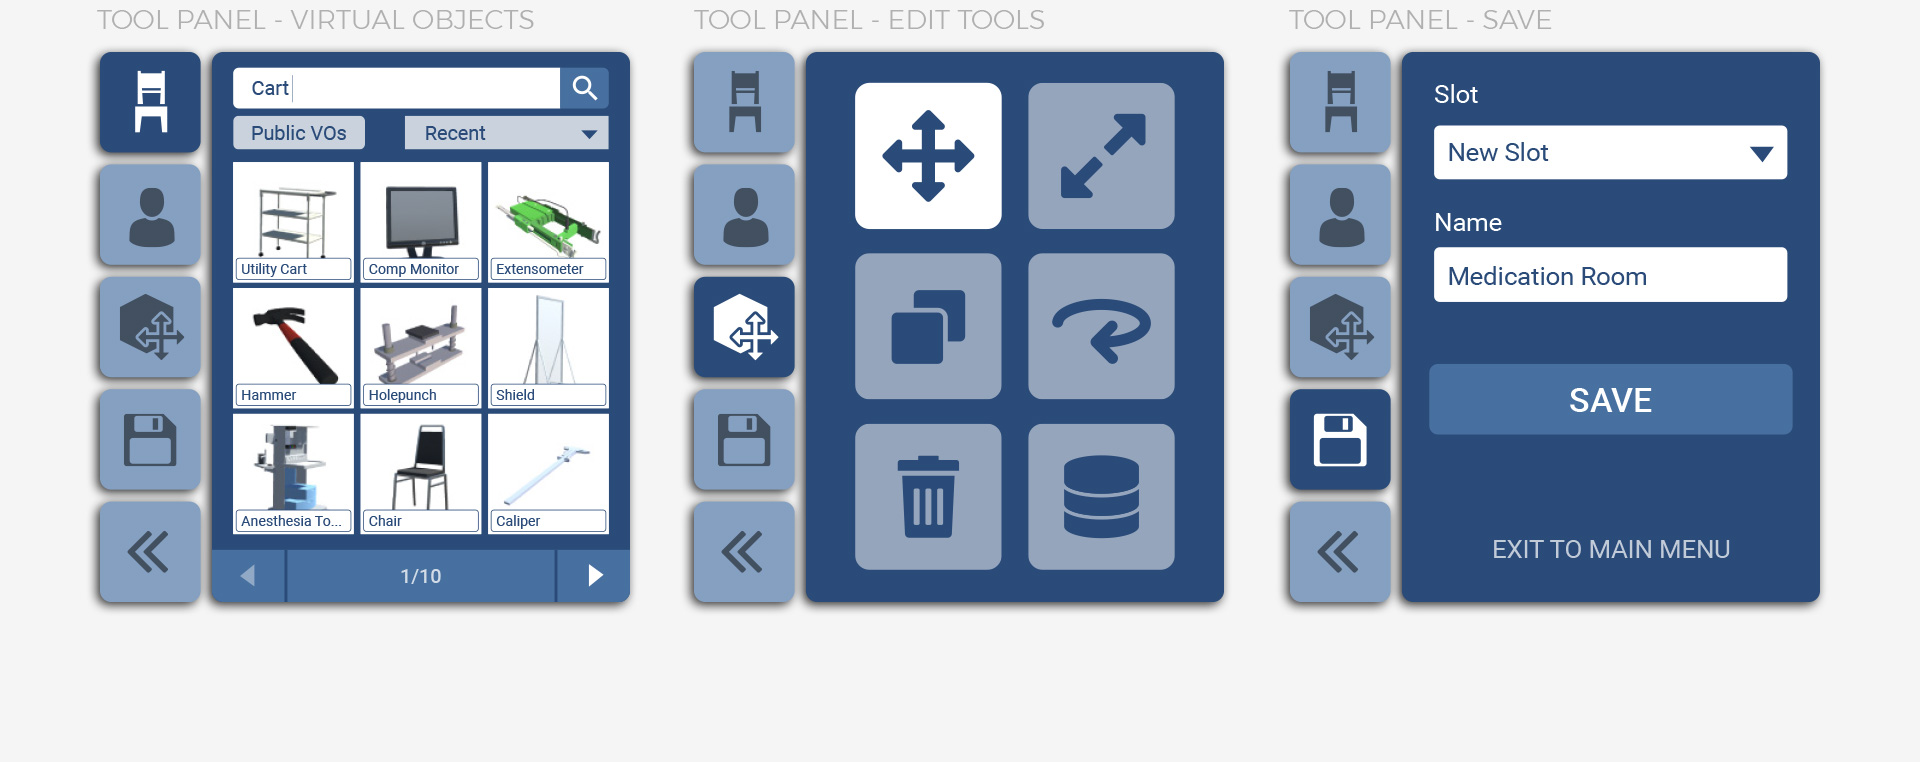 TOOL PANEL - VIRTUAL OBJECTS
Cart
Public VOs
Recent
Utility Cart
Comp Monitor
Extensometer
Hammer
Holepunch
Shield
Anesthesia To...
Chair
Caliper
1/10
TOOL PANEL - EDIT TOOLS
TOOL PANEL - SAVE
Slot
New Slot
Name
Medication Room
SAVE
EXIT TO MAIN MENU